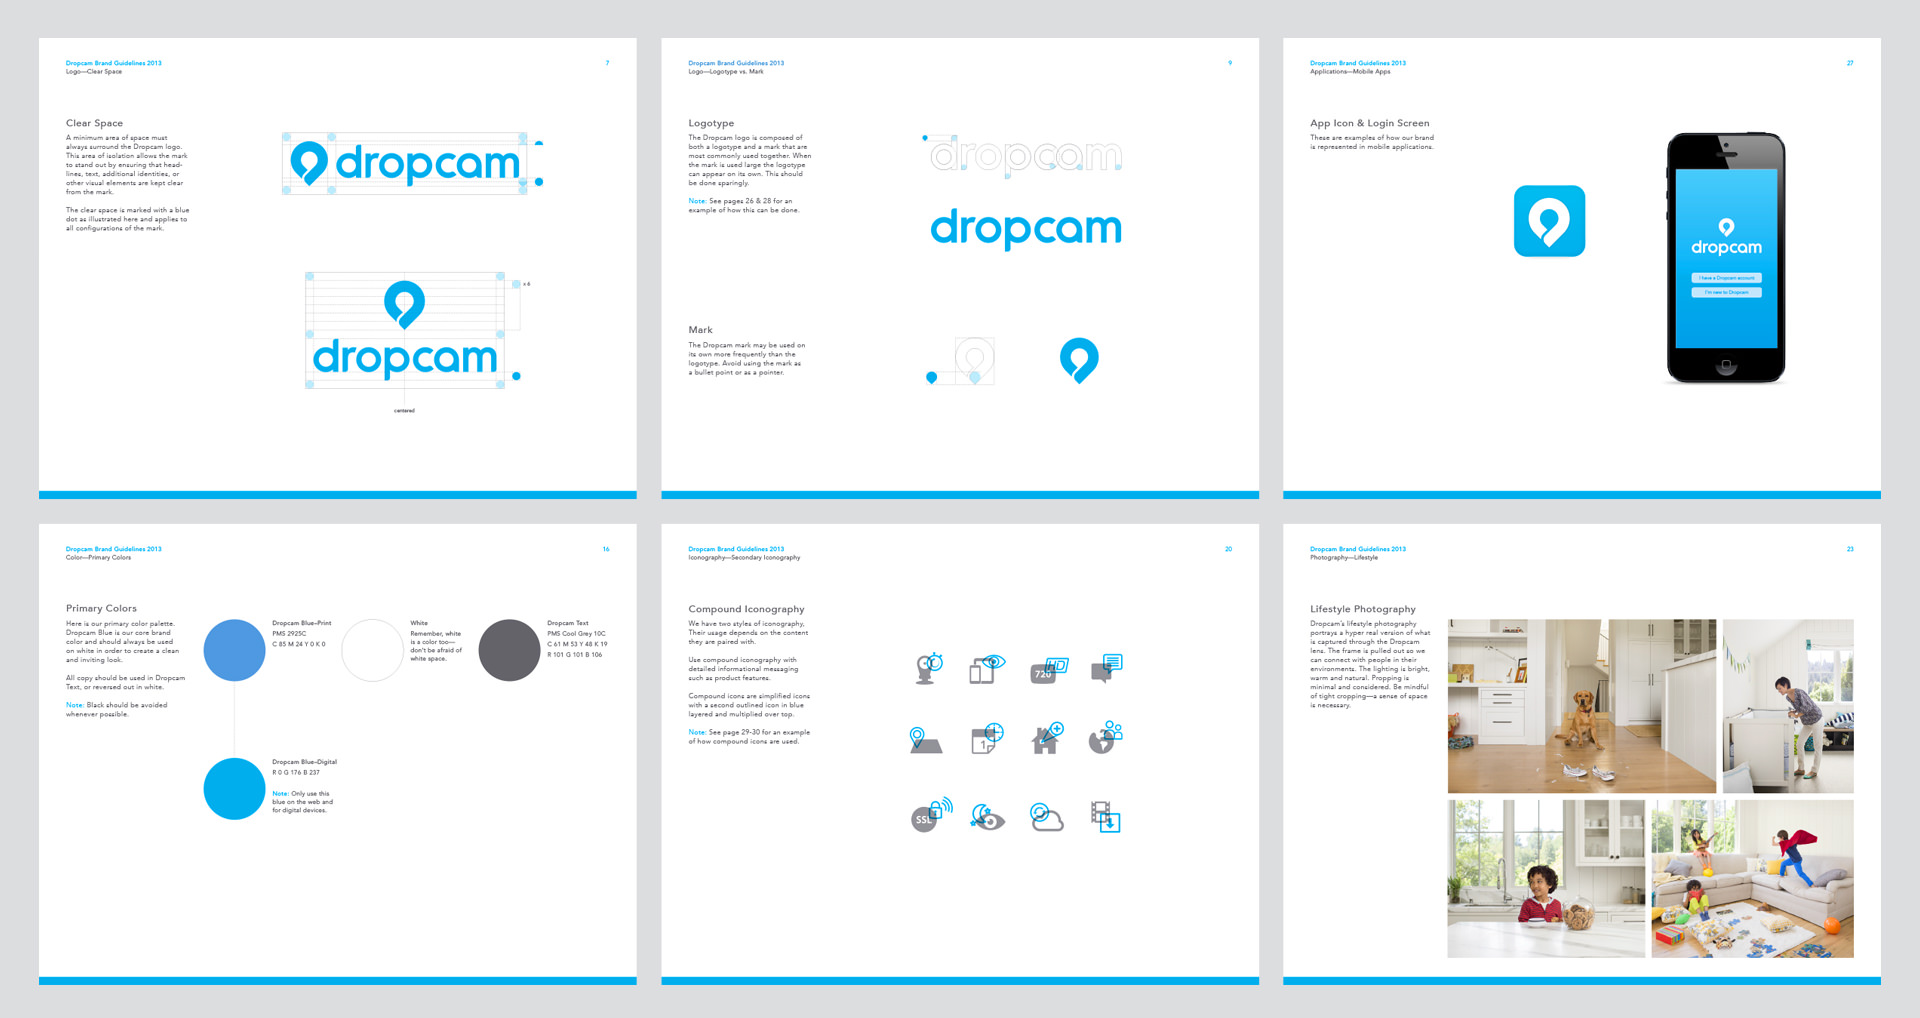 Dropcam Brand Guidelines 2013
Logo—Clear Space
7
Clear Space
A minimum area of space must
always surround the Dropcam logo.
This area of isolation allows the mark
to stand out by ensuring that head-
lines, text, additional identities, or
other visual elements are kept clear
from the mark.
The clear space is marked with a blue
dot as illustrated here and applies to
all configurations of the mark.
dropcam
x 6
dropcam
centered
Dropcam Brand Guidelines 2013
Logo—Logotype vs. Mark
9
Logotype
The Dropcam logo is composed of
both a logotype and a mark that are
most commonly used together. When
the mark is used large the logotype
can appear on its own. This should
be done sparingly.
Note: See pages 26 & 28 for an
example of how this can be done.
dropcam
dropcam
Mark
The Dropcam mark may be used on
its own more frequently than the
logotype. Avoid using the mark as
a bullet point or as a pointer.
Dropcam Brand Guidelines 2013
Applications—Mobile Apps
27
App Icon & Login Screen
These are examples of how our brand
is represented in mobile applications.
dropcam
I have a Dropcam account
I'm new to Dropcam
Dropcam Brand Guidelines 2013
Color—Primary Colors
16
Primary Colors
Here is our primary color palette.
Dropcam Blue is our core brand
color and should always be used
on white in order to create a clean
and inviting look.
All copy should be used in Dropcam
Text, or reversed out in white.
Note: Black should be avoided
whenever possible.
Dropcam Blue–Print
PMS 2925C
C 85 M 24 Y 0 K 0
White
Remember, white
is a color too—
don't be afraid of
white space.
Dropcam Text
PMS Cool Grey 10C
C 61 M 53 Y 48 K 19
R 101 G 101 B 106
Dropcam Blue–Digital
R 0 G 176 B 237
Note: Only use this
blue on the web and
for digital devices.
Dropcam Brand Guidelines 2013
Iconography—Secondary Iconography
20
Compound Iconography
We have two styles of iconography,
Their usage depends on the content
they are paired with.
Use compound iconography with
detailed informational messaging
such as product features.
Compound icons are simplified icons
with a second outlined icon in blue
layered and multiplied over top.
Note: See page 29-30 for an example
of how compound icons are used.
720
HD
1
SSL
Dropcam Brand Guidelines 2013
Photography—Lifestyle
23
Lifestyle Photography
Dropcam's lifestyle photography
portrays a hyper real version of what
is captured through the Dropcam
lens. The frame is pulled out so we
can connect with people in their
environments. The lighting is bright,
warm and natural. Propping is
minimal and considered. Be mindful
of tight cropping—a sense of space
is necessary.